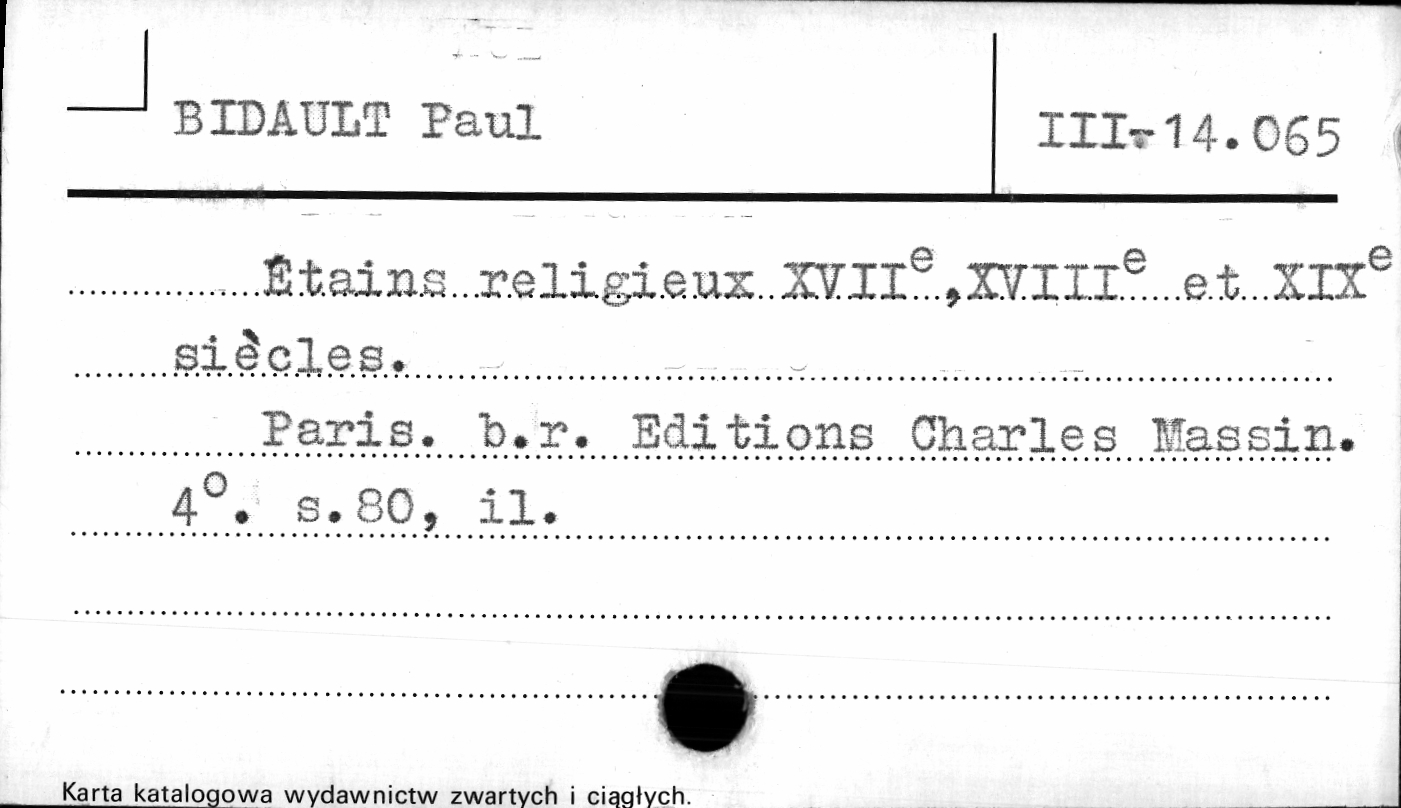 BIDAULT Paul
III-14.065
Étains religieux XVIIᵉ,XVIIIᵉ et XIXᵉ
siècles.
Paris. b.r. Editions Charles Massin.
4º. s.80, il.
Karta katalogowa wydawnictw zwartych i ciągłych.